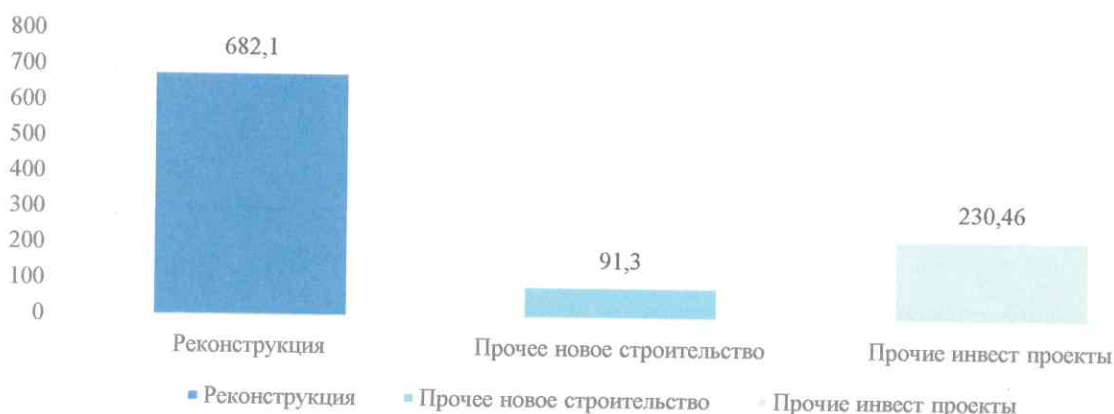 800
700
600
500
400
300
200
100
0
682,1
91,3
230,46
Реконструкция
Прочее новое строительство
Прочие инвест проекты
Реконструкция
Прочее новое строительство
Прочие инвест проекты